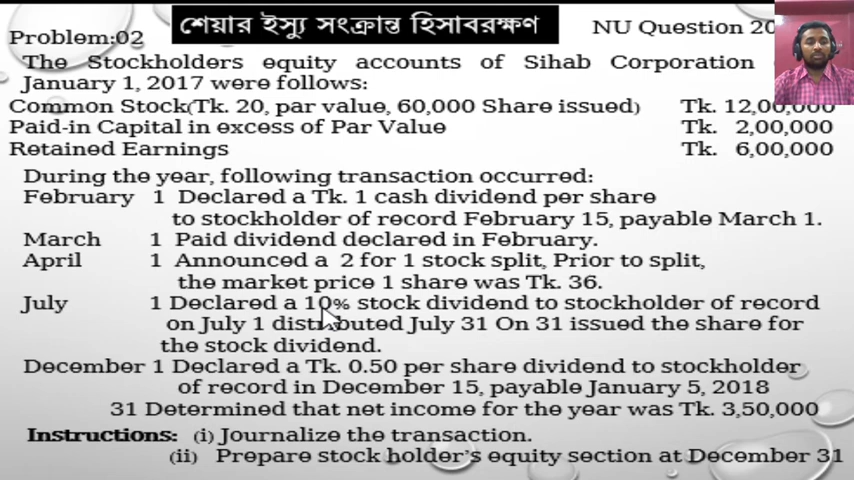 শেয়ার ইস্যু সংক্রান্ত হিসাবরক্ষণ
Problem:02
NU Question 20
The Stockholders equity accounts of Sihab Corporation
January 1, 2017 were follows:
Common Stock(Tk. 20, par value, 60,000 Share issued) Tk. 12,00,000
Paid-in Capital in excess of Par Value Tk. 2,00,000
Retained Earnings Tk. 6,00,000
During the year, following transaction occurred:
February 1 Declared a Tk. 1 cash dividend per share
to stockholder of record February 15, payable March 1.
March 1 Paid dividend declared in February.
April 1 Announced a 2 for 1 stock split, Prior to split,
the market price 1 share was Tk. 36.
July 1 Declared a 10% stock dividend to stockholder of record
on July 1 distributed July 31 On 31 issued the share for
the stock dividend.
December 1 Declared a Tk. 0.50 per share dividend to stockholder
of record in December 15, payable January 5, 2018
31 Determined that net income for the year was Tk. 3,50,000
Instructions: (i) Journalize the transaction.
(ii) Prepare stock holder's equity section at December 31